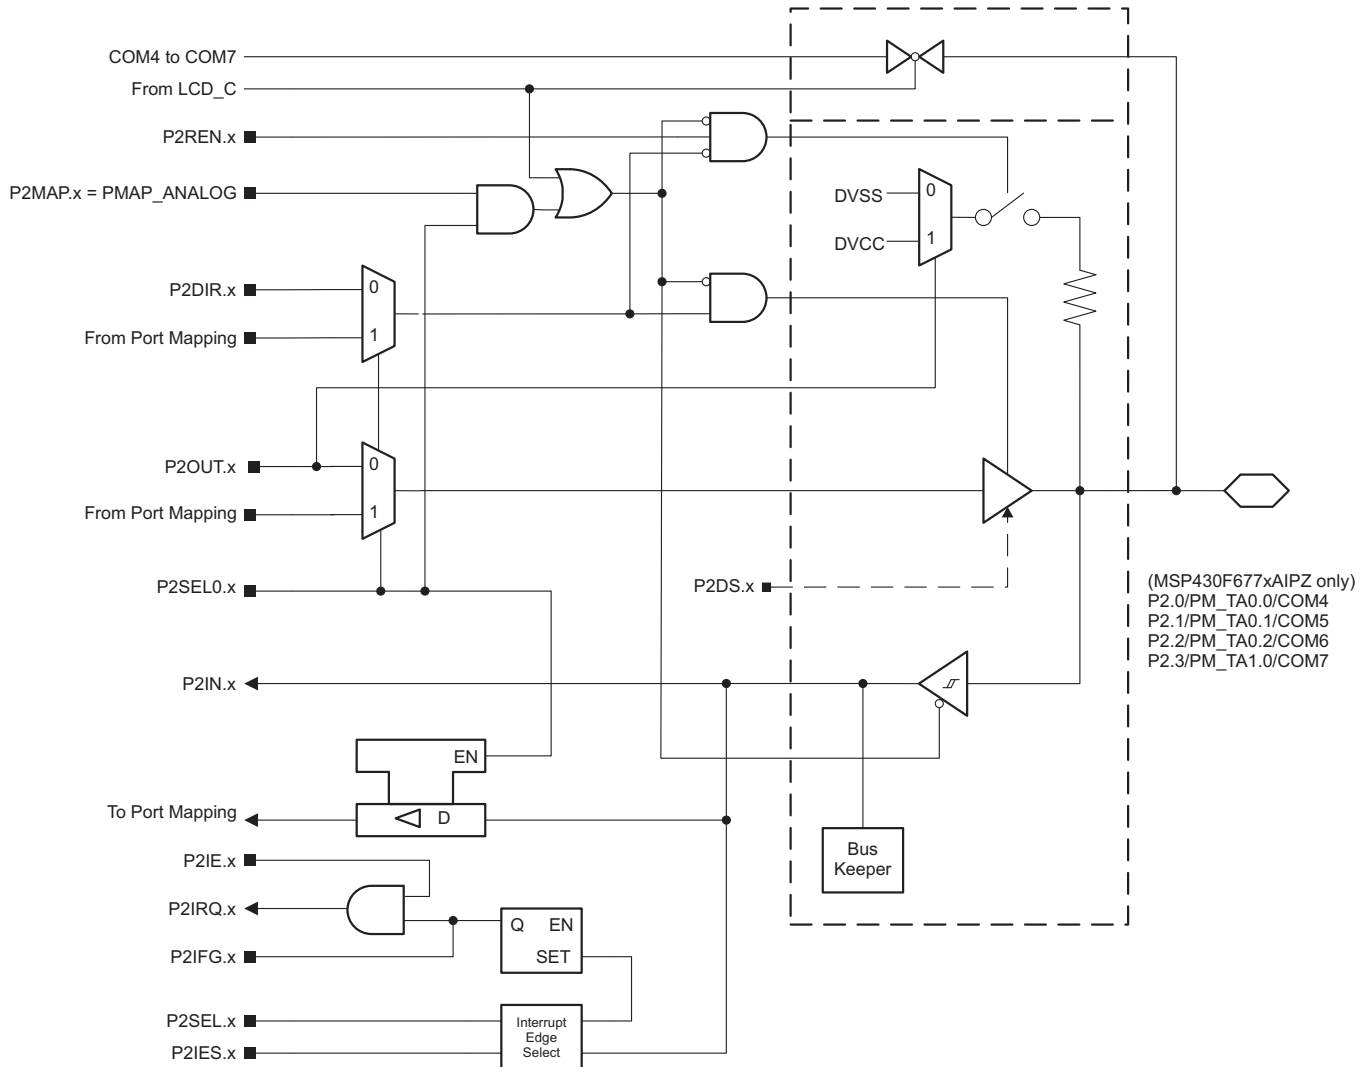 COM4 to COM7
From LCD_C
P2REN.x
P2MAP.x = PMAP_ANALOG
DVSS
0
DVCC
1
P2DIR.x
0
From Port Mapping
1
P2OUT.x
0
From Port Mapping
1
P2SEL0.x
P2DS.x
(MSP430F677xAIPZ only)
P2.0/PM_TA0.0/COM4
P2.1/PM_TA0.1/COM5
P2.2/PM_TA0.2/COM6
P2.3/PM_TA1.0/COM7
P2IN.x
EN
To Port Mapping
D
Bus
Keeper
P2IE.x
P2IRQ.x
Q EN
SET
P2IFG.x
P2SEL.x
P2IES.x
Interrupt
Edge
Select